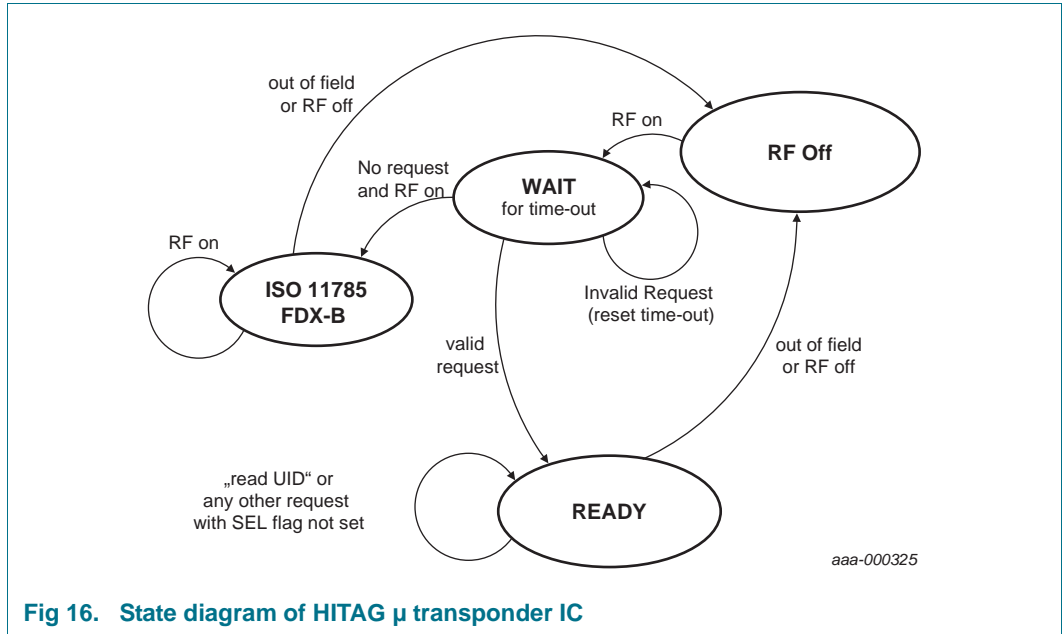 out of field
or RF off
RF on
RF Off
No request
and RF on
WAIT
for time-out
RF on
ISO 11785
FDX-B
Invalid Request
(reset time-out)
valid
request
out of field
or RF off
„read UID“ or
any other request
with SEL flag not set
READY
aaa-000325
Fig 16. State diagram of HITAG µ transponder IC